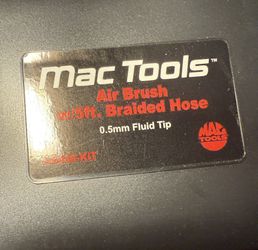 Mac Tools™
Air Brush
w/5ft. Braided Hose
0.5mm Fluid Tip
MAC
TOOLS